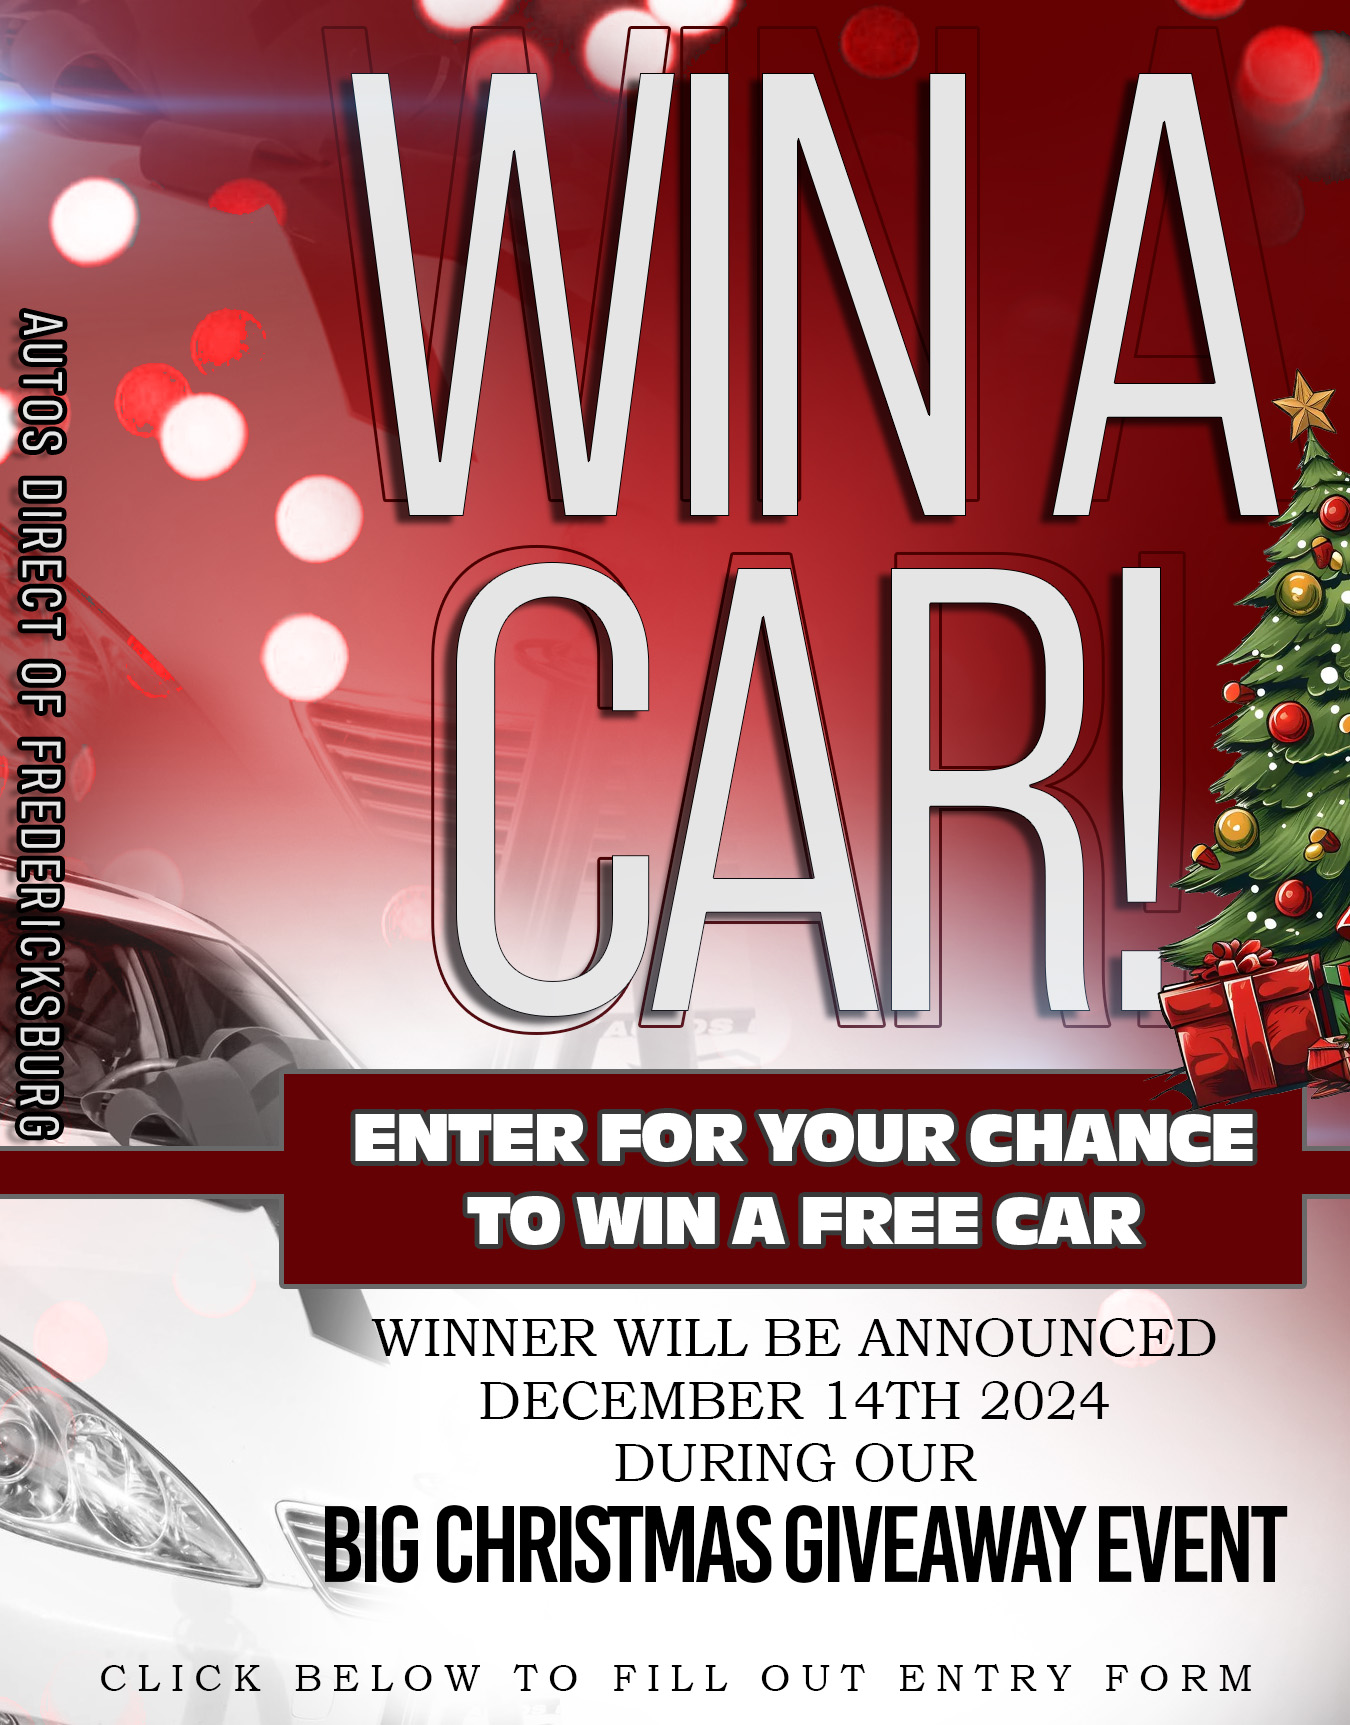 WIN A
CAR!
AUTOS DIRECT OF FREDERICKSBURG
AUTOS
ENTER FOR YOUR CHANCE
TO WIN A FREE CAR
WINNER WILL BE ANNOUNCED
DECEMBER 14TH 2024
DURING OUR
BIG CHRISTMAS GIVEAWAY EVENT
CLICK BELOW TO FILL OUT ENTRY FORM